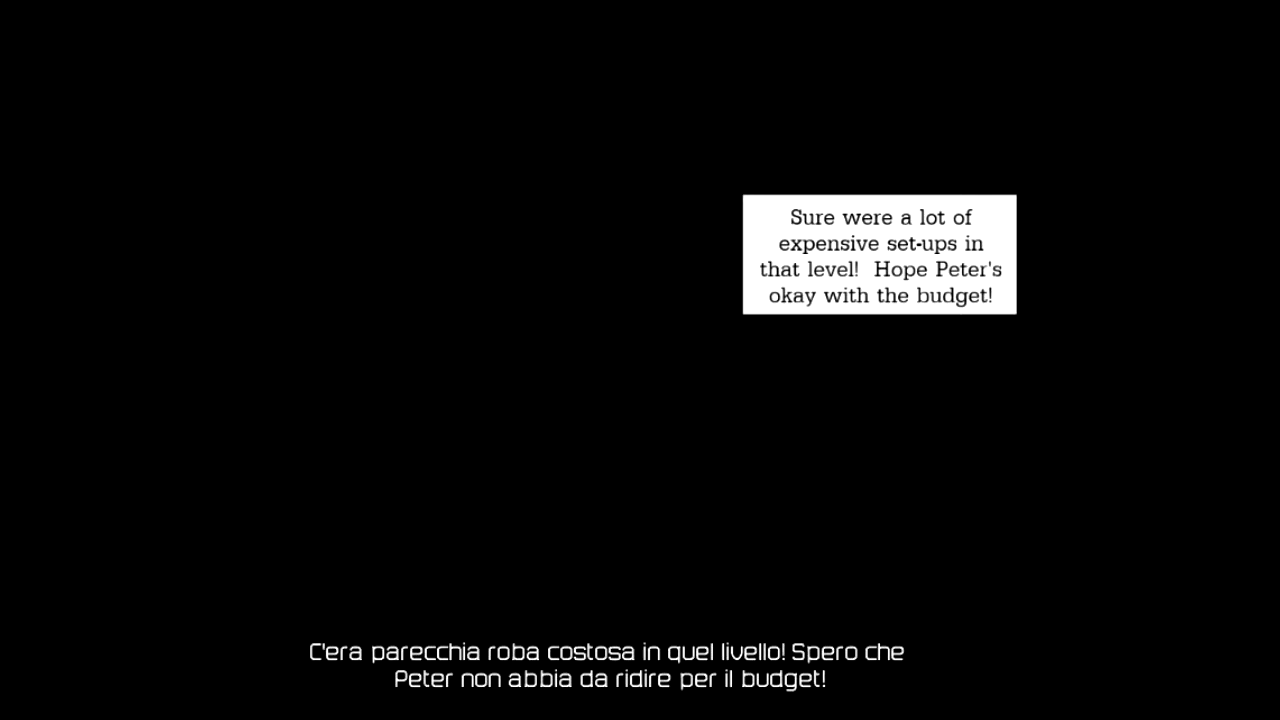 Sure were a lot of
expensive set-ups in
that level!  Hope Peter's
okay with the budget!
C'era parecchia roba costosa in quel livello! Spero che
Peter non abbia da ridire per il budget!